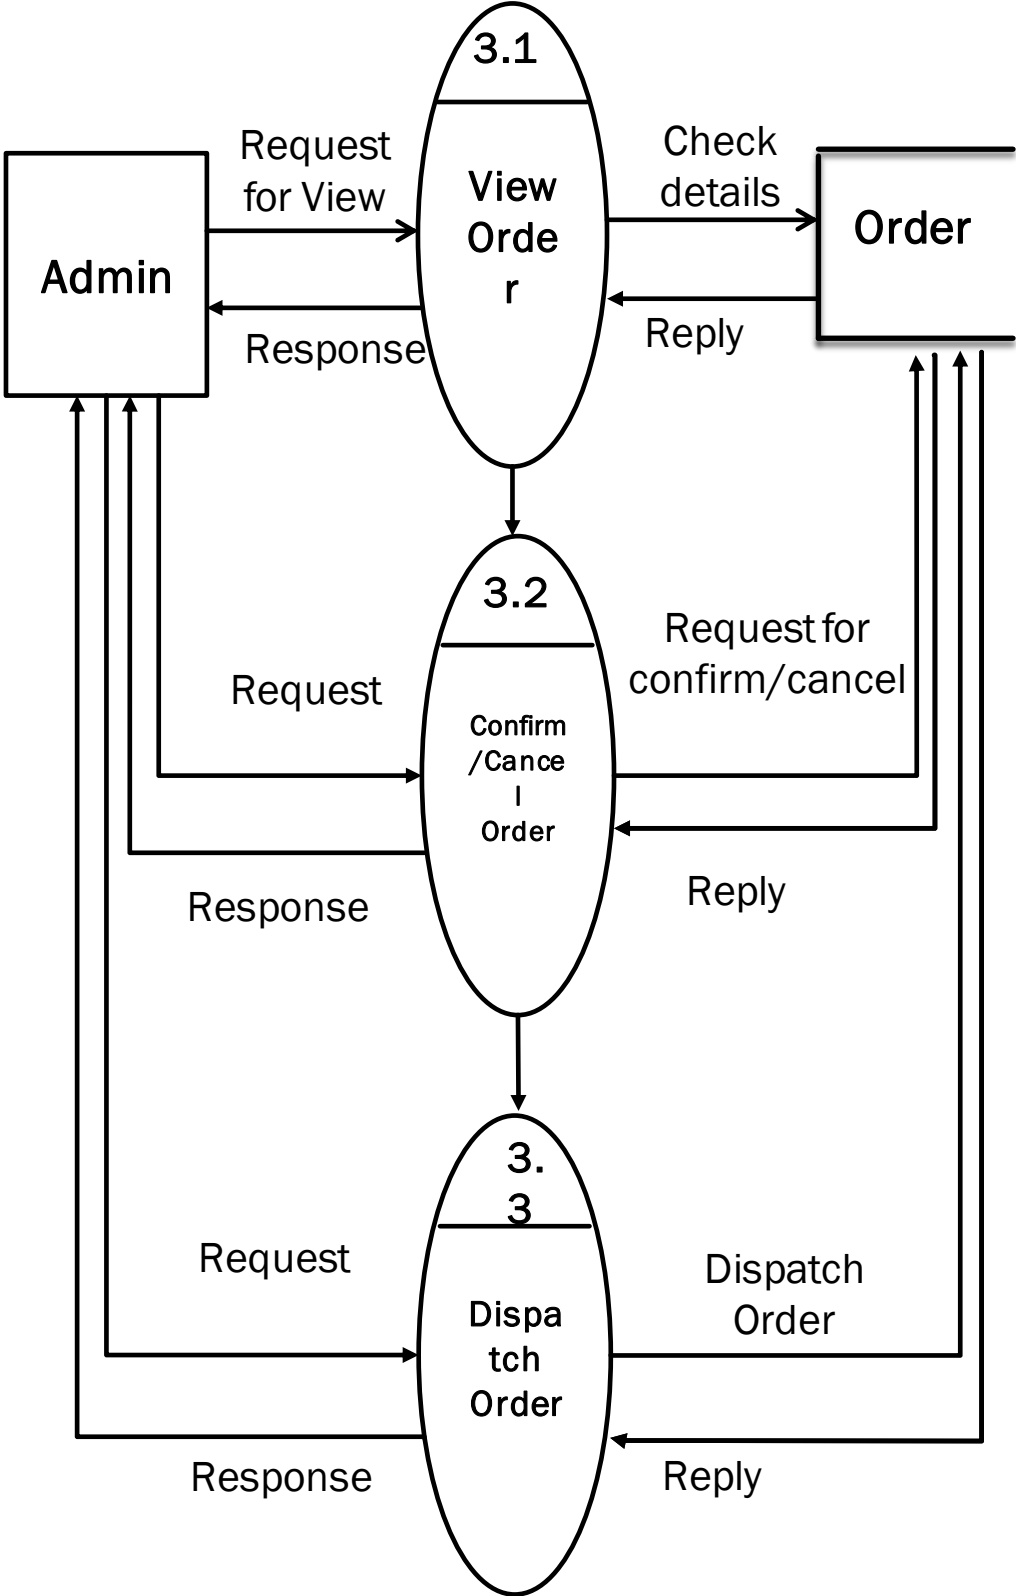 3.1
Request
for View
View
Orde
r
Check
details
Order
Admin
Response
Reply
3.2
Request for
confirm/cancel
Request
Confirm
/Cance
l
Order
Response
Reply
3.
3
Request
Dispatch
Order
Dispa
tch
Order
Response
Reply